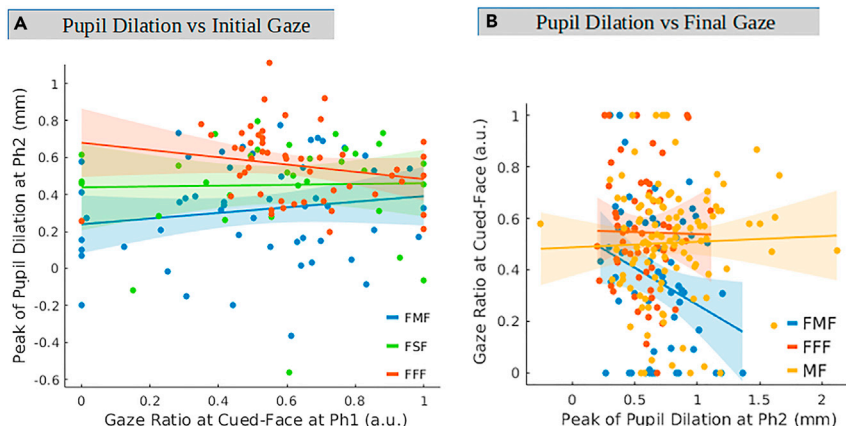 A Pupil Dilation vs Initial Gaze
Peak of Pupil Dilation at Ph2 (mm)
1
0.8
0.6
0.4
0.2
0
-0.2
-0.4
-0.6
FMF
FSF
FFF
0 0.2 0.4 0.6 0.8 1
Gaze Ratio at Cued-Face at Ph1 (a.u.)
B Pupil Dilation vs Final Gaze
Gaze Ratio at Cued-Face (a.u.)
1
0.8
0.6
0.4
0.2
0
FMF
FFF
MF
0 0.5 1 1.5 2
Peak of Pupil Dilation at Ph2 (mm)